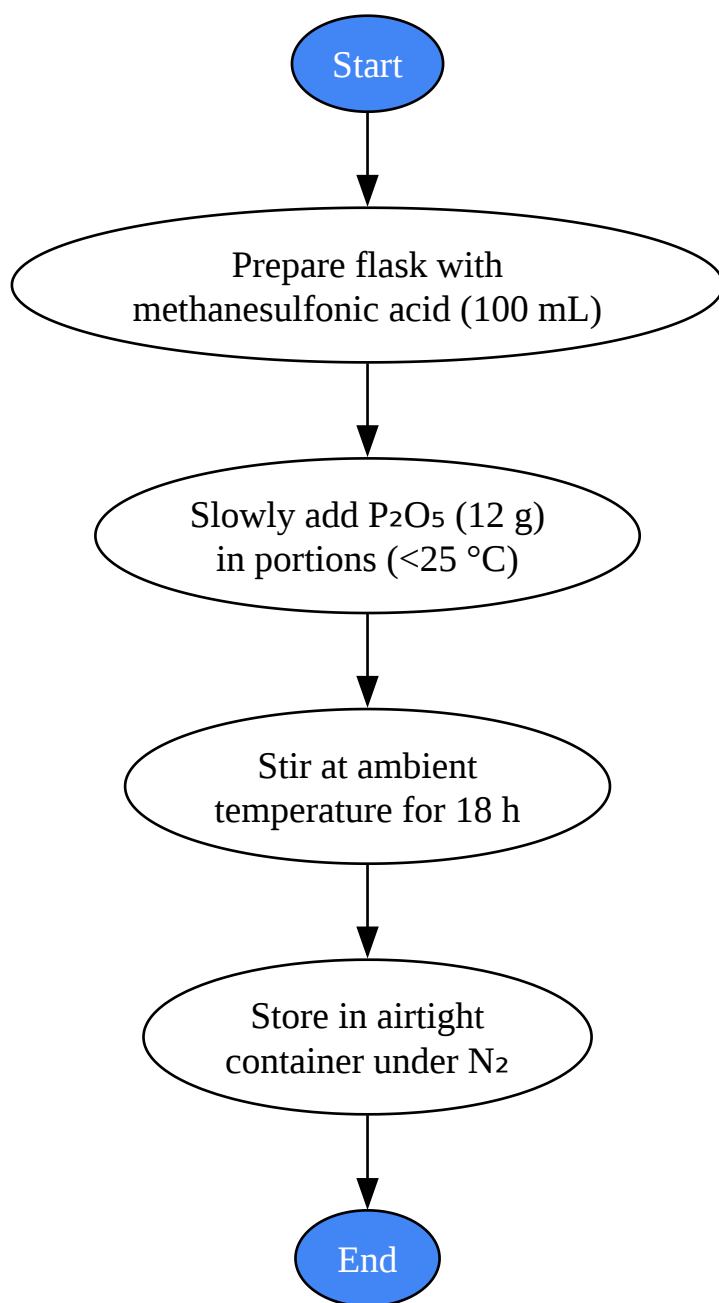 Start
Prepare flask with
methanesulfonic acid (100 mL)
Slowly add P₂O₅ (12 g)
in portions (<25 °C)
Stir at ambient
temperature for 18 h
Store in airtight
container under N₂
End